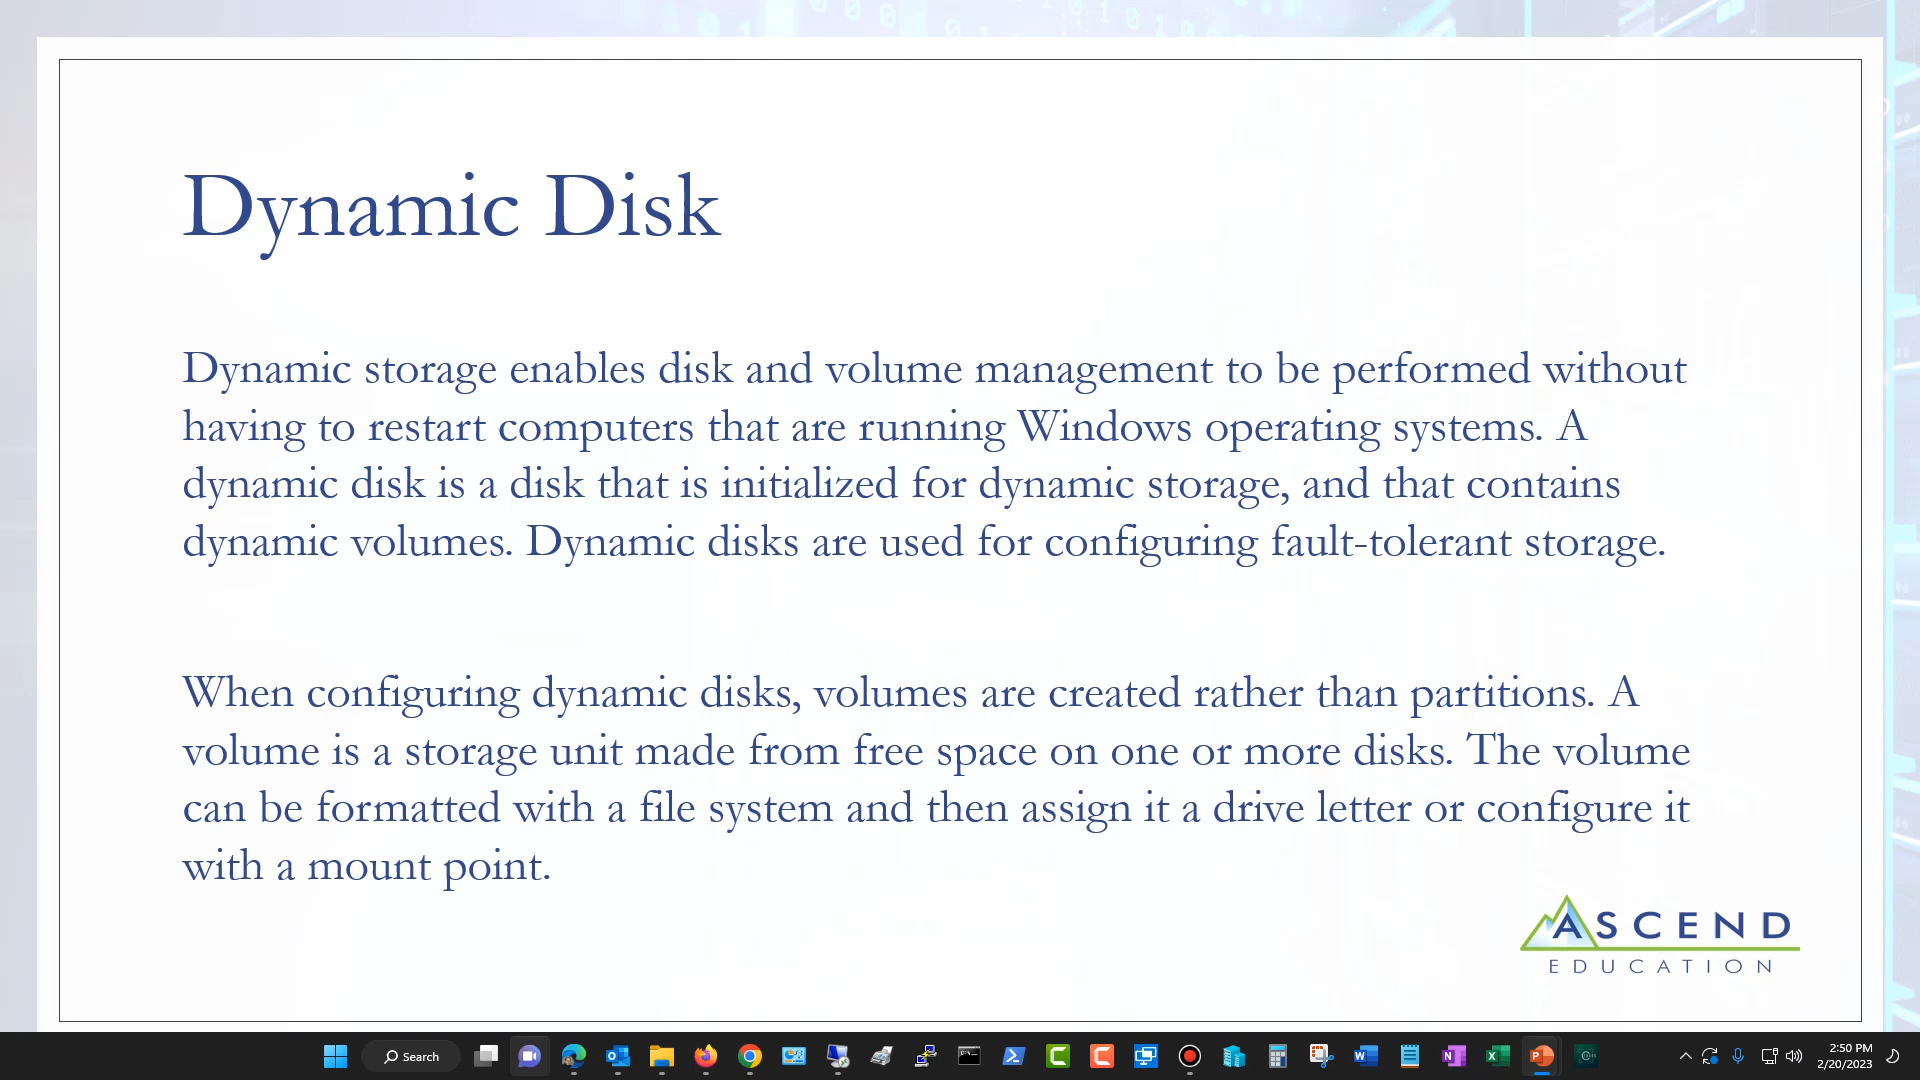 Dynamic Disk
Dynamic storage enables disk and volume management to be performed without
having to restart computers that are running Windows operating systems. A
dynamic disk is a disk that is initialized for dynamic storage, and that contains
dynamic volumes. Dynamic disks are used for configuring fault-tolerant storage.
When configuring dynamic disks, volumes are created rather than partitions. A
volume is a storage unit made from free space on one or more disks. The volume
can be formatted with a file system and then assign it a drive letter or configure it
with a mount point.
ASCEND
EDUCATION
Search
2:50 PM
2/20/2023